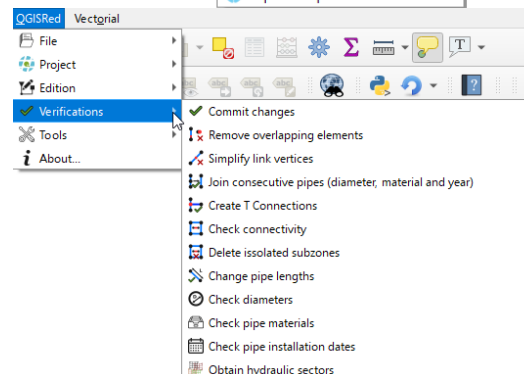 QGISRed Vectorial
File
Project
Edition
Verifications
Tools
About...
Commit changes
Remove overlapping elements
Simplify link vertices
Join consecutive pipes (diameter, material and year)
Create T Connections
Check connectivity
Delete issolated subzones
Change pipe lengths
Check diameters
Check pipe materials
Check pipe installation dates
Obtain hydraulic sectors